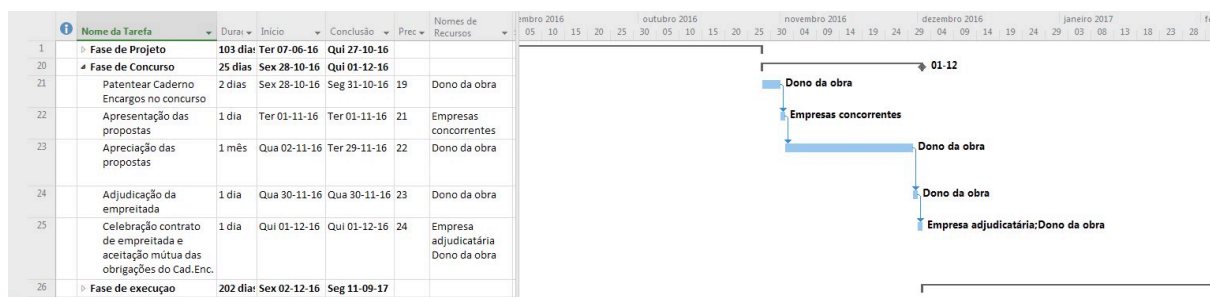 Nome da Tarefa Durac Início Conclusão Prec Nomes de Recursos
embro 2016 outubro 2016 novembro 2016 dezembro 2016 janeiro 2017 f
05 10 15 20 25 30 05 10 15 20 25 30 04 09 14 19 24 29 04 09 14 19 24 29 03 08 13 18 23 28
1 Fase de Projeto 103 dias Ter 07-06-16 Qui 27-10-16
20 Fase de Concurso 25 dias Sex 28-10-16 Qui 01-12-16 01-12
21 Patentear Caderno 2 dias Sex 28-10-16 Seg 31-10-16 19 Dono da obra Dono da obra
Encargos no concurso
22 Apresentação das 1 dia Ter 01-11-16 Ter 01-11-16 21 Empresas Empresas concorrentes
propostas concorrentes
23 Apreciação das 1 mês Qua 02-11-16 Ter 29-11-16 22 Dono da obra Dono da obra
propostas
24 Adjudicação da 1 dia Qua 30-11-16 Qua 30-11-16 23 Dono da obra Dono da obra
empreitada
25 Celebração contrato 1 dia Qui 01-12-16 Qui 01-12-16 24 Empresa Empresa adjudicatária;Dono da obra
de empreitada e adjudicatária
aceitação mútua das Dono da obra
obrigações do Cad.Enc.
26 Fase de execuçao 202 dias Sex 02-12-16 Seg 11-09-17